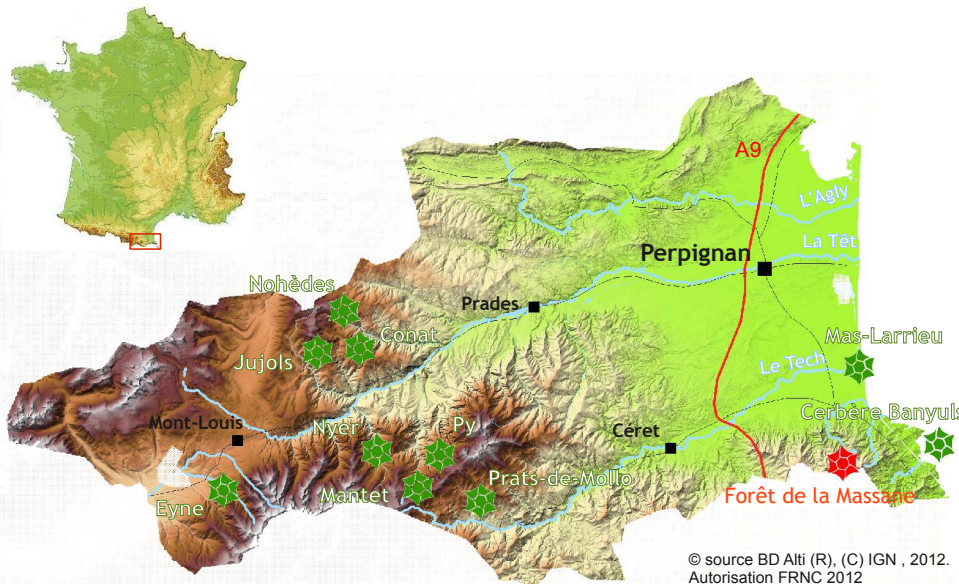 A9
L'Agly
La Têt
Perpignan
Nohèdes
Prades
Conat
Mas-Larrieu
Jujols
Le Tech
Cerbère Banyuls
Mont-Louis
Nyer
Py
Céret
Mantet
Prats-de-Mollo
Eyne
Forêt de la Massane
© source BD Alti (R), (C) IGN , 2012.
Autorisation FRNC 2012